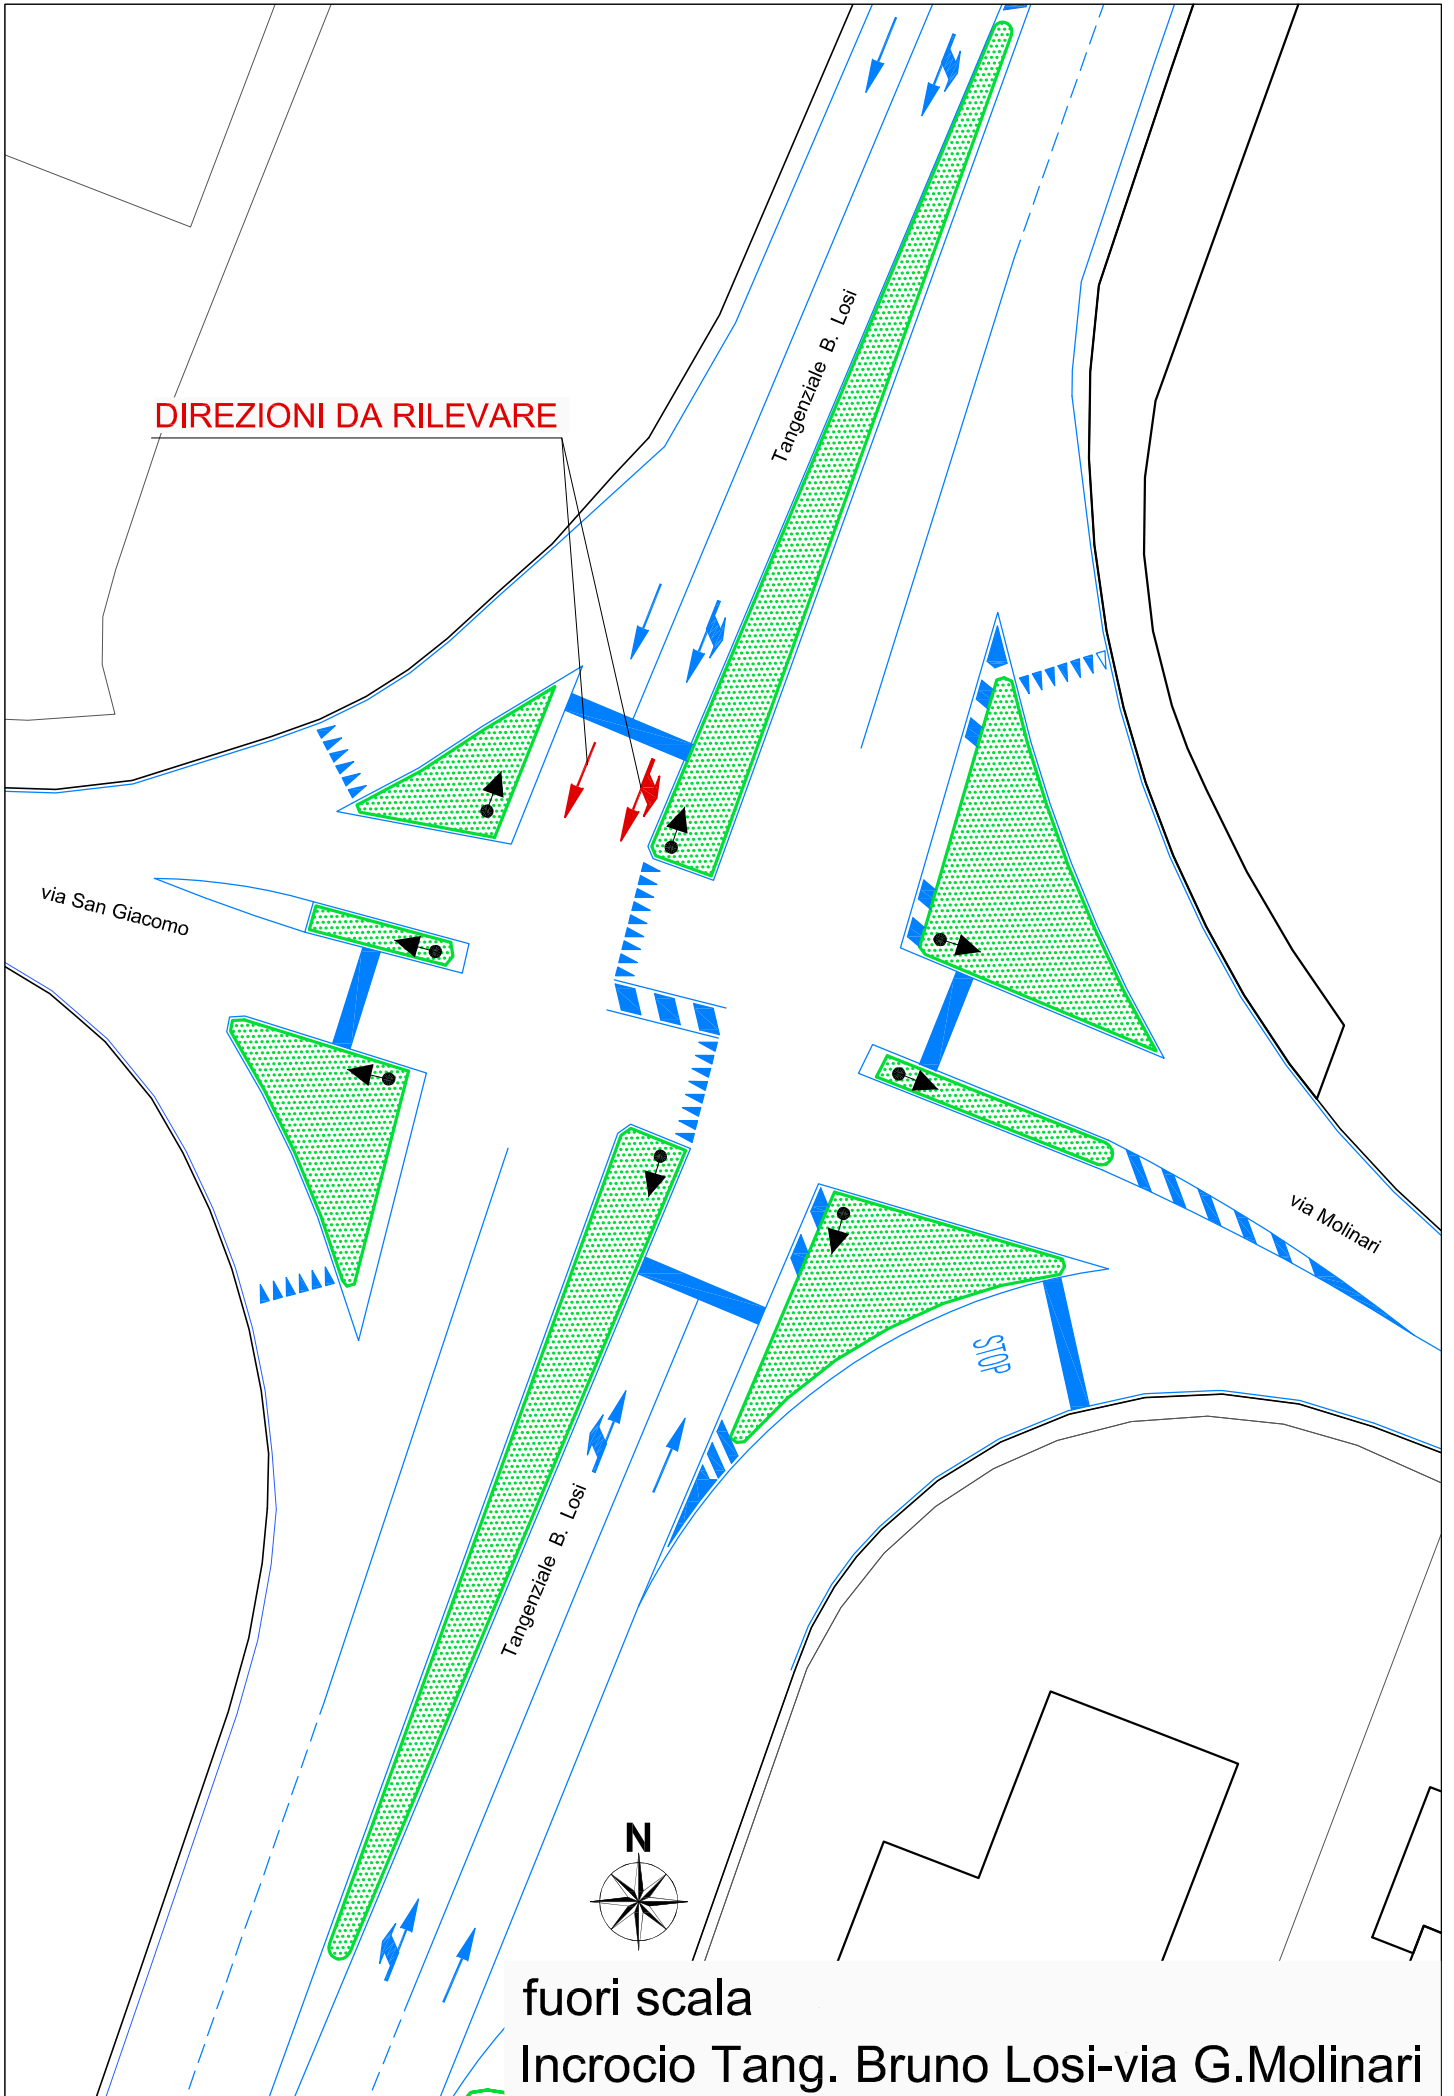 Tangenziale B. Losi
DIREZIONI DA RILEVARE
via San Giacomo
via Molinari
STOP
Tangenziale B. Losi
N
fuori scala
Incrocio Tang. Bruno Losi-via G.Molinari